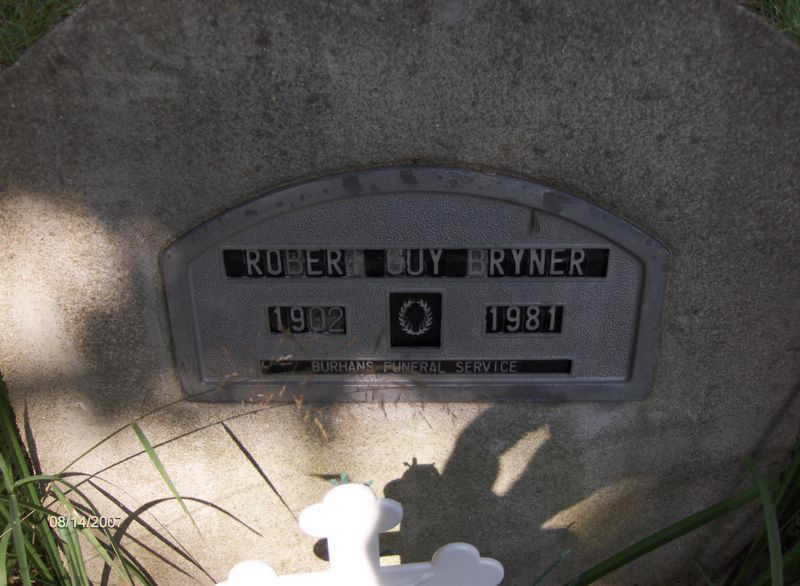 ROBERT GUY BRYNER
1902 1981
BURHANS FUNERAL SERVICE
08/14/2007